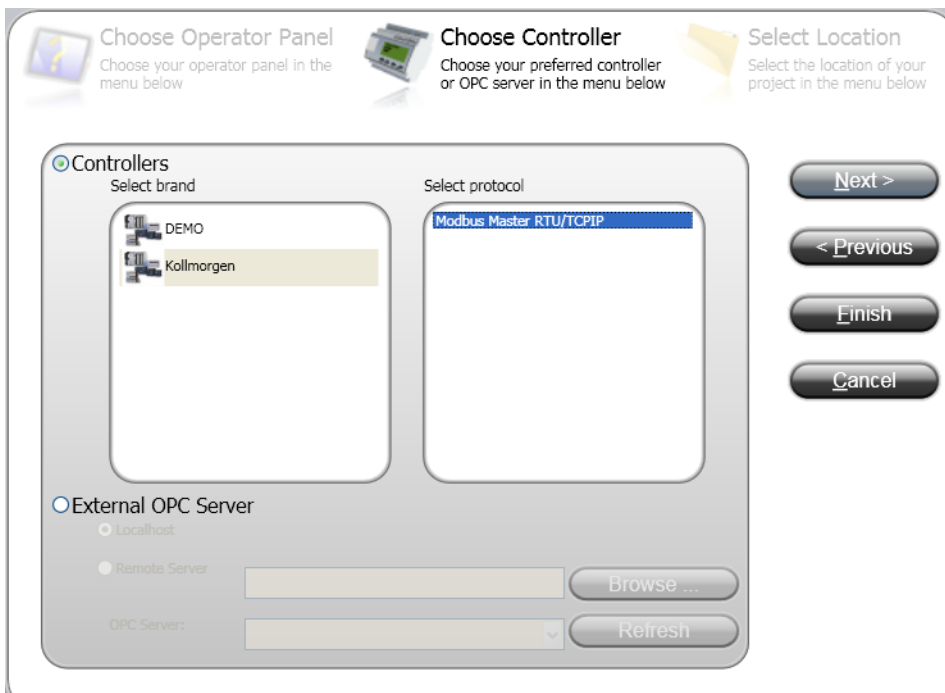 Choose Operator Panel
Choose your operator panel in the
menu below
Choose Controller
Choose your preferred controller
or OPC server in the menu below
Select Location
Select the location of your
project in the menu below
Controllers
Select brand
Select protocol
DEMO
Kollmorgen
Modbus Master RTU/TCPIP
Next >
< Previous
Finish
Cancel
External OPC Server
Localhost
Remote Server
Browse ...
OPC Server:
Refresh